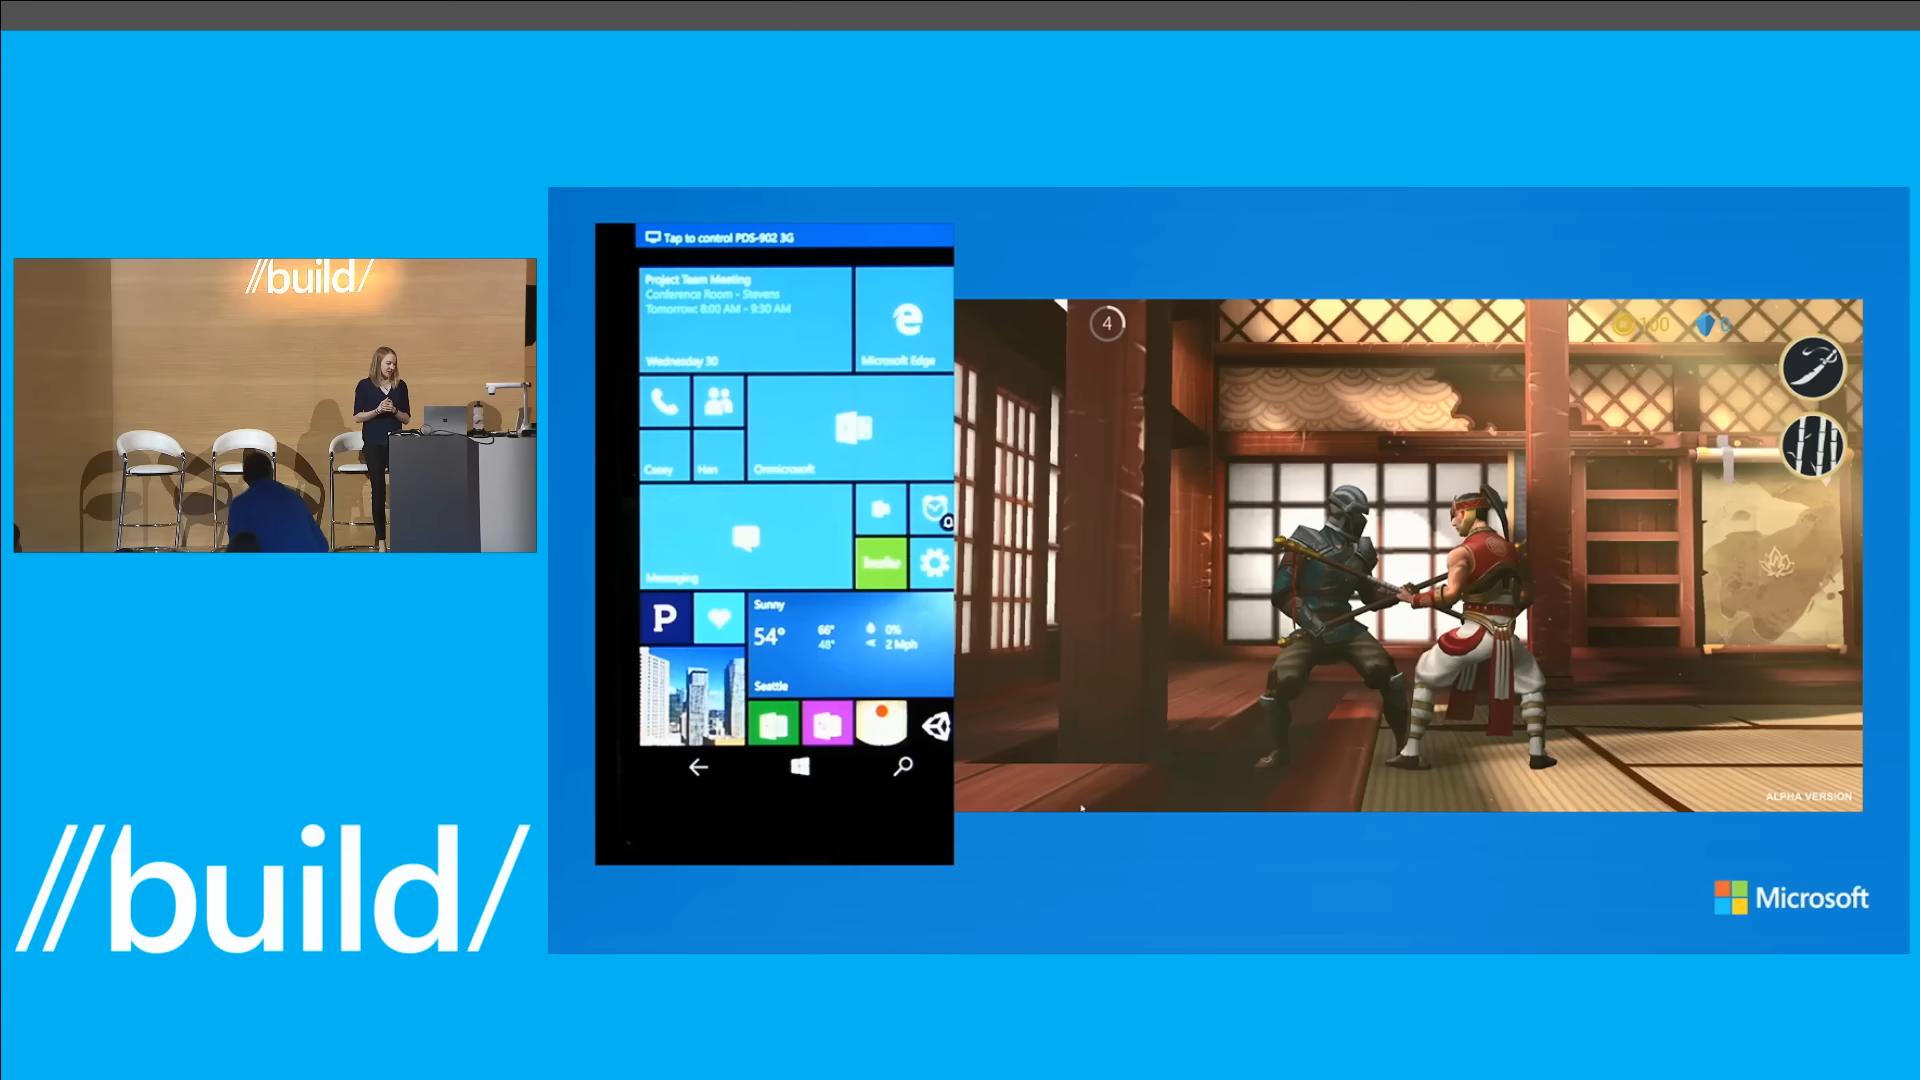 //build/
//build/
Tap to control PDS-902 3G
Project Team Meeting
Conference Room - Stevens
Tomorrow: 8:00 AM - 9:30 AM
Wednesday 30
Microsoft Edge
Casey
Han
Omnicrosoft
Messaging
hulu
P
Sunny
54°
66°
48°
0%
2 Mph
Seattle
4
100
0
ALPHA VERSION
Microsoft